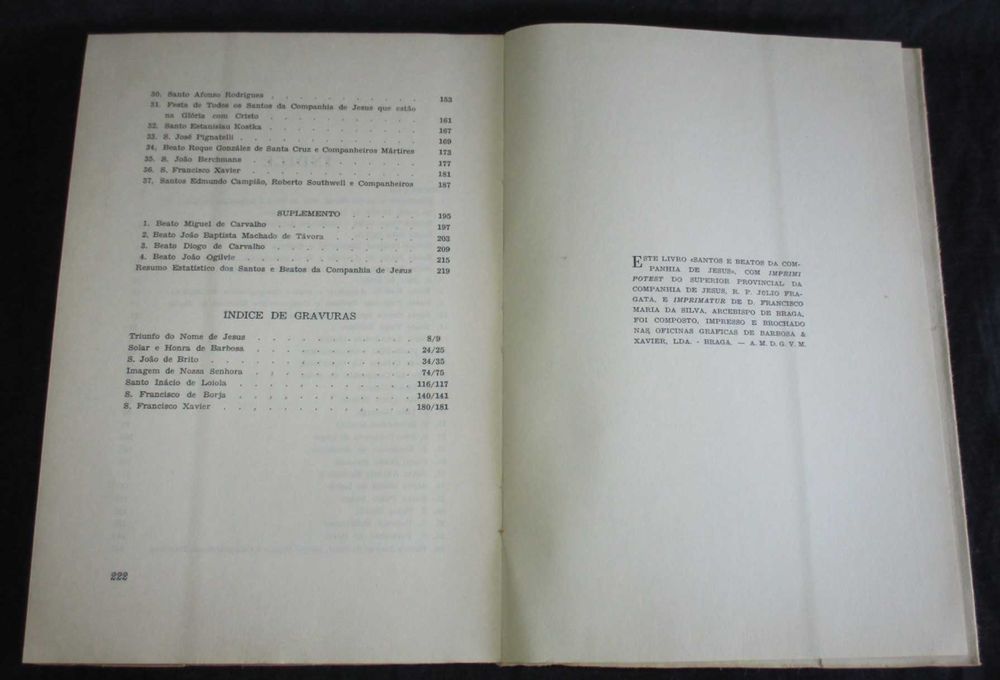 30. Santo Afonso Rodrigues . . . . . . . . . . 153
31. Festa de Todos os Santos da Companhia de Jesus que estão
na Glória com Cristo . . . . . . . . . . 161
32. Santo Estanislau Kostka . . . . . . . . . . 167
33. S. José Pignatelli . . . . . . . . . . 169
34. Beato Roque González de Santa Cruz e Companheiros Mártires 173
35. S. João Berchmans . . . . . . . . . . 177
36. S. Francisco Xavier . . . . . . . . . . 181
37. Santos Edmundo Campião, Roberto Southwell e Companheiros 187
SUPLEMENTO . . . . . 195
1. Beato Miguel de Carvalho . . . . . . . . . 197
2. Beato João Baptista Machado de Távora . . . . . . 203
3. Beato Diogo de Carvalho . . . . . . . . . 209
4. Beato João Ogilvie . . . . . . . . . . 215
Resumo Estatístico dos Santos e Beatos da Companhia de Jesus 219
INDICE DE GRAVURAS
Triunfo do Nome de Jesus . . . . . . . . . . 8/9
Solar e Honra de Barbosa . . . . . . . . . . 24/25
S. João de Brito . . . . . . . . . . . 34/35
Imagem de Nossa Senhora . . . . . . . . . . 74/75
Santo Inácio de Loiola . . . . . . . . . . 116/117
S. Francisco de Borja . . . . . . . . . . 140/141
S. Francisco Xavier . . . . . . . . . . . 180/181
222
ESTE LIVRO «SANTOS E BEATOS DA COM-
PANHIA DE JESUS», COM IMPRIMI
POTEST DO SUPERIOR PROVINCIAL DA
COMPANHIA DE JESUS, R. P. JÚLIO FRA-
GATA, E IMPRIMATUR DE D. FRANCISCO
MARIA DA SILVA, ARCEBISPO DE BRAGA,
FOI COMPOSTO, IMPRESSO E BROCHADO
NAS OFICINAS GRÁFICAS DE BARBOSA &
XAVIER, LDA. - BRAGA. — A. M. D. G. V. M.